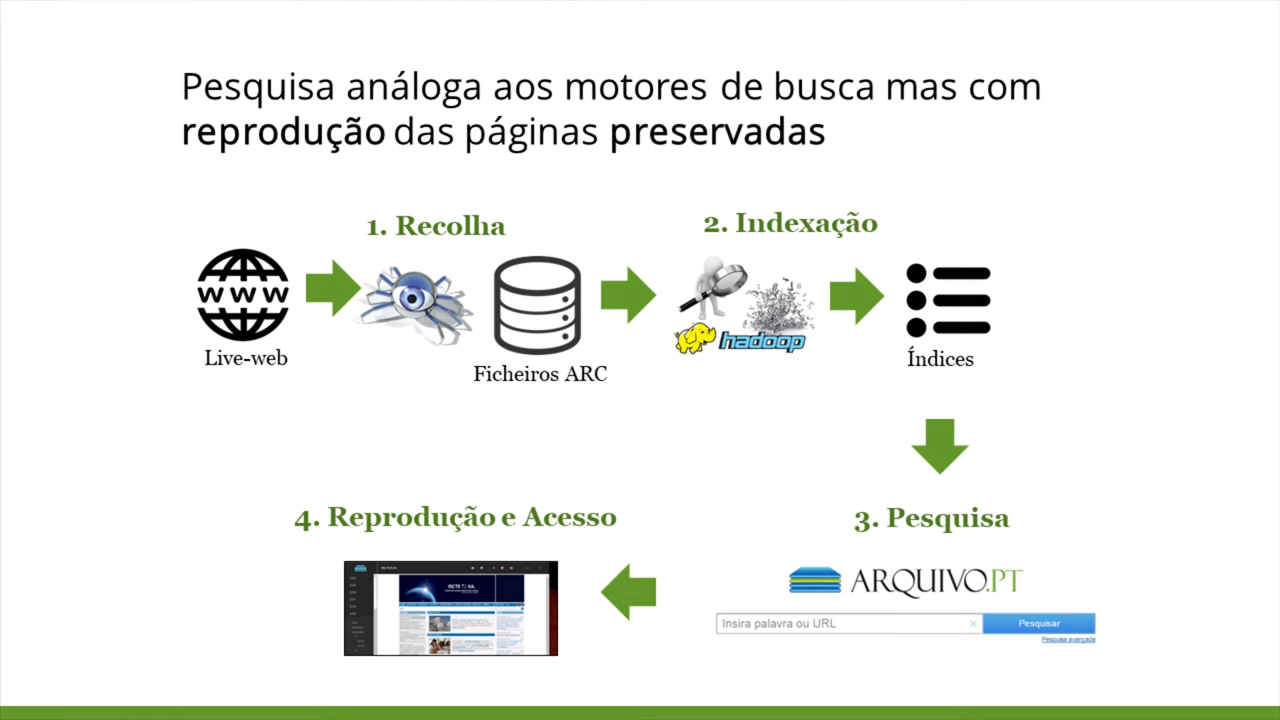 Pesquisa análoga aos motores de busca mas com
reprodução das páginas preservadas
1. Recolha
2. Indexação
www
hadoop
Live-web
Ficheiros ARC
Índices
4. Reprodução e Acesso
3. Pesquisa
ARQUIVO.PT
Insira palavra ou URL
×
Pesquisar
Pesquisa avançada